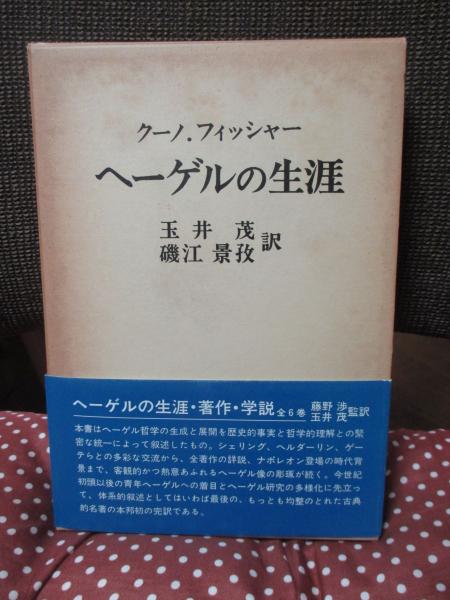 クーノ・フィッシャー
ヘーゲルの生涯
玉井 茂
磯江 景孜
訳
ヘーゲルの生涯・著作・学説 全6巻 藤野 渉 玉井 茂 監訳
本書はヘーゲル哲学の生成と展開を歴史的事実と哲学的理解との緊
密な統一によって叙述したもの。シェリング、ヘルダーリン、ゲー
テらとの多彩な交流から、全著作の詳説、ナポレオン登場の時代背
景まで、客観的かつ熱意あふれるヘーゲル像の彫琢が続く。今世紀
初頭以後の青年ヘーゲルへの着目とヘーゲル研究の多様化に先立っ
て、体系的叙述としてはいわば最後の、もっとも均整のとれた古典
的名著の本邦初の完訳である。